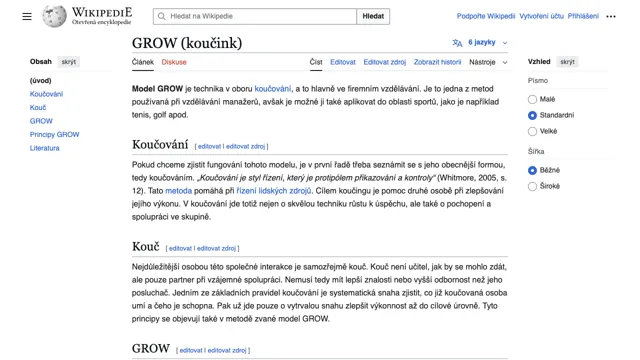 WIKIPEDIE
Otevřená encyklopedie
Hledat na Wikipedie
Hledat
Podpořte Wikipedii Vytvoření účtu Přihlášení
GROW (koučink)
6 jazyky
Článek Diskuse
Číst Editovat Editovat zdroj Zobrazit historii Nástroje
Obsah skrýt
(úvod)
Koučování
Kouč
GROW
Principy GROW
Literatura
Model GROW je technika v oboru koučování, a to hlavně ve firemním vzdělávání. Je to jedna z metod
používaná při vzdělávání manažerů, avšak je možné ji také aplikovat do oblasti sportů, jako je například
tenis, golf apod.
Koučování [ editovat | editovat zdroj ]
Pokud chceme zjistit fungování tohoto modelu, je v první řadě třeba seznámit se s jeho obecnější formou,
tedy koučováním. „Koučování je styl řízení, který je protipólem přikazování a kontroly“ (Whitmore, 2005, s.
12). Tato metoda pomáhá při řízení lidských zdrojů. Cílem koučingu je pomoc druhé osobě při zlepšování
jejího výkonu. V koučování jde totiž nejen o skvělou techniku růstu k úspěchu, ale také o pochopení a
spolupráci ve skupině.
Kouč [ editovat | editovat zdroj ]
Nejdůležitější osobou této společné interakce je samozřejmě kouč. Kouč není učitel, jak by se mohlo zdát,
ale pouze partner při vzájemné spolupráci. Nemusí tedy mít lepší znalosti nebo vyšší odbornost než jeho
posluchač. Jedním ze základních pravidel koučování je systematická snaha zjistit, co již koučovaná osoba
umí a čeho je schopna. Pak už jde pouze o vytrvalou snahu zlepšit výkonnost až do cílové úrovně. Tyto
principy se objevují také v metodě zvané model GROW.
GROW [ editovat | editovat zdroj ]
Vzhled skrýt
Písmo
Malé
Standardní
Velké
Šířka
Běžné
Široké